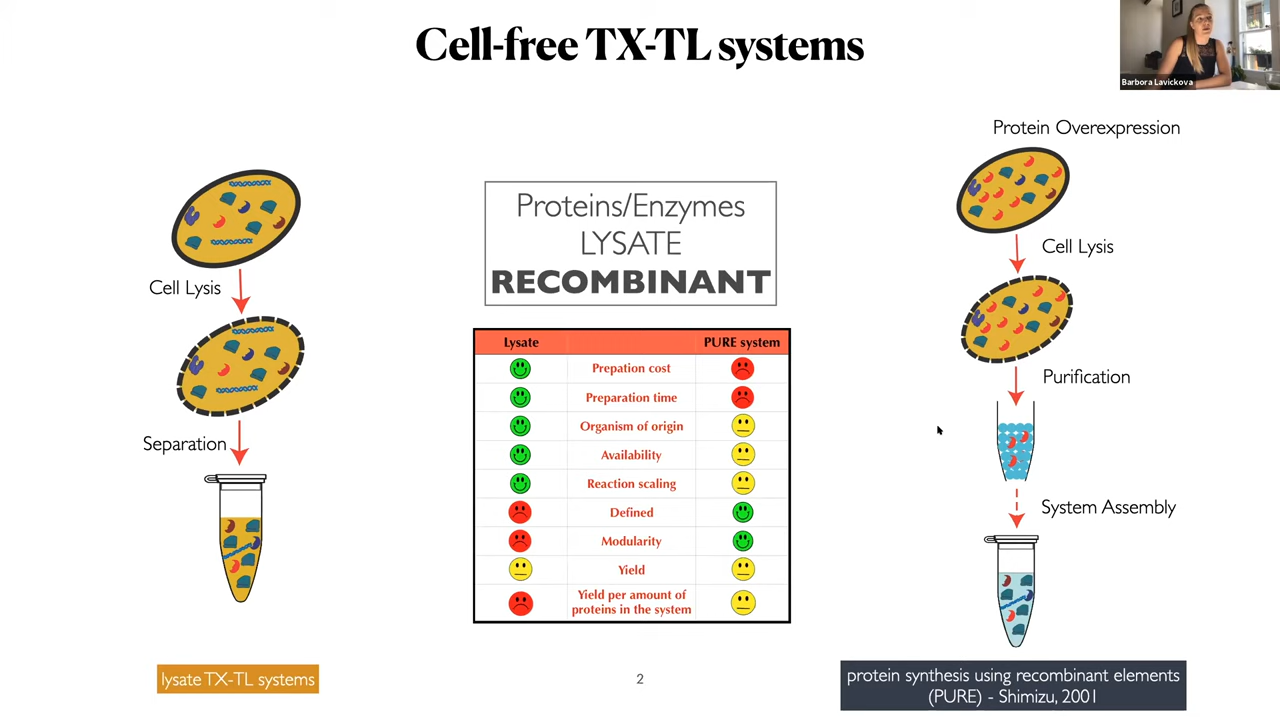 Cell-free TX-TL systems
Barbora Lavickova
Cell Lysis
Separation
lysate TX-TL systems
Proteins/Enzymes
LYSATE
RECOMBINANT
Lysate PURE system
Prepation cost
Preparation time
Organism of origin
Availability
Reaction scaling
Defined
Modularity
Yield
Yield per amount of
proteins in the system
2
Protein Overexpression
Cell Lysis
Purification
System Assembly
protein synthesis using recombinant elements
(PURE) - Shimizu, 2001